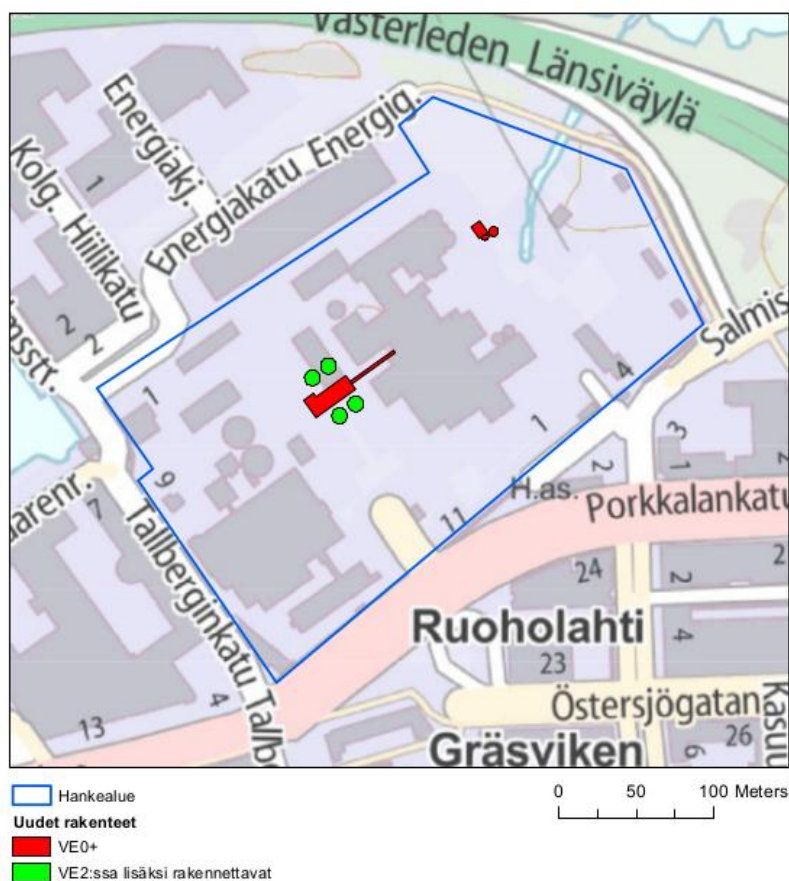 Västerleden Länsiväylä
Energiakj.
Energiakatu Energig.
Kolg. Hiilikatu
1
2
2
Salmis
1
4
1
3
1
2
9
7
H.as.
Porkkalankatu
11
Tallberginkatu
24
2
2
Ruoholahti
4
23
4
Östersjögatan
13
26
6
Gräsviken
Hankealue
0 50 100 Meters
Uudet rakenteet
VE0+
VE2:ssa lisäksi rakennettavat